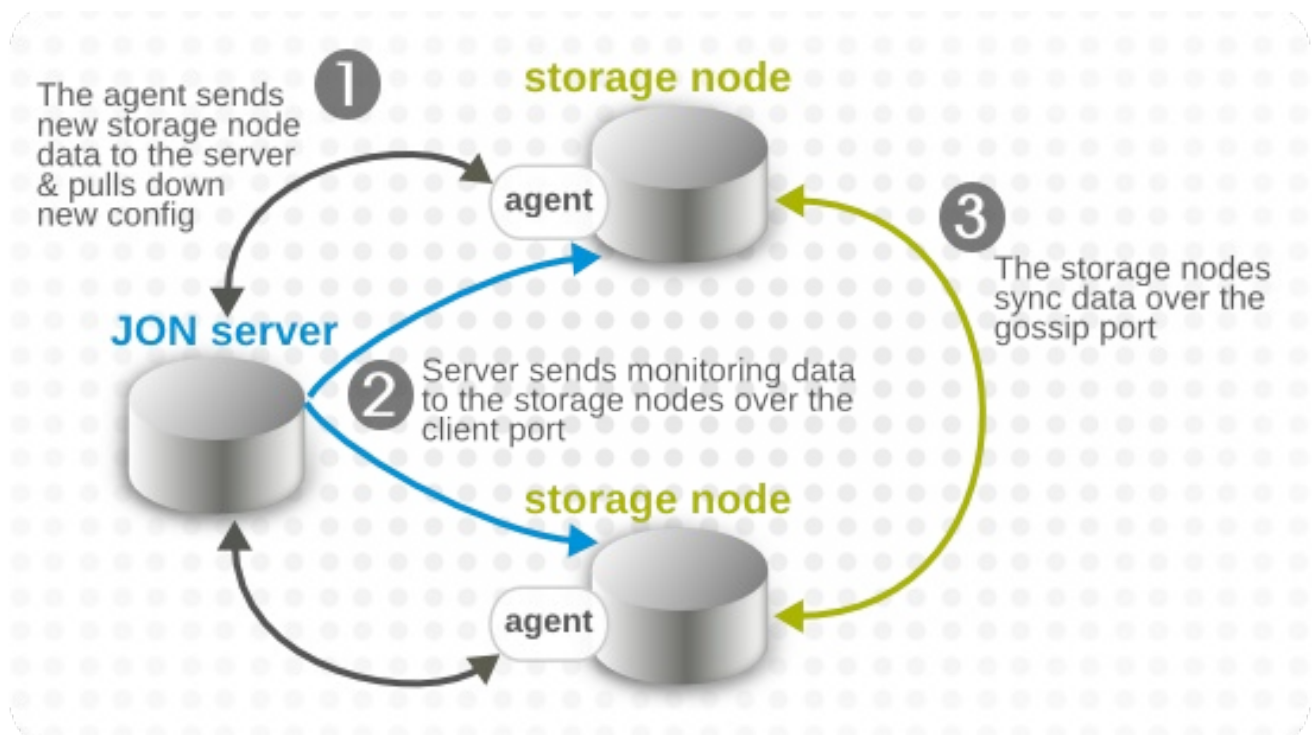 1
The agent sends
new storage node
data to the server
& pulls down
new config
storage node
agent
3
The storage nodes
sync data over the
gossip port
JON server
2
Server sends monitoring data
to the storage nodes over the
client port
storage node
agent